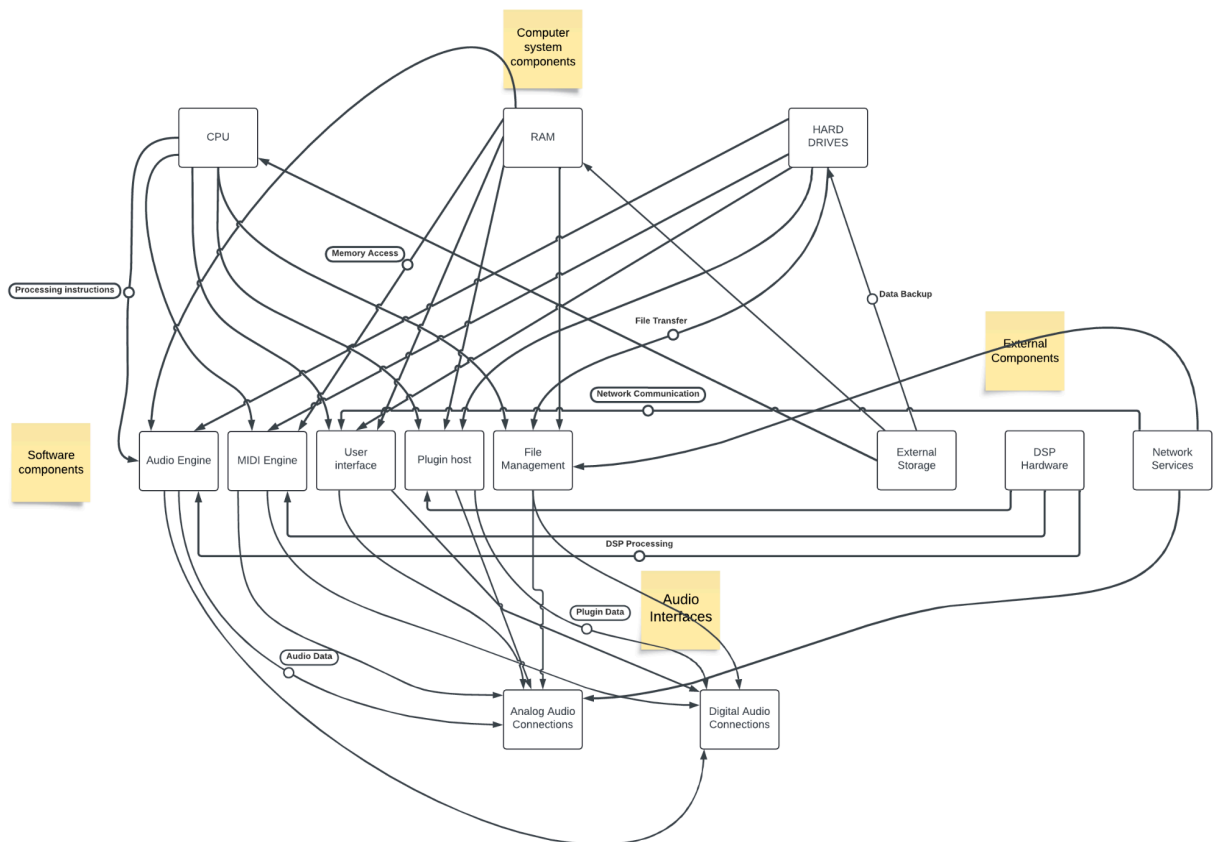 Computer
system
components
CPU
RAM
HARD
DRIVES
Memory Access
Processing instructions
Data Backup
File Transfer
External
Components
Network Communication
Software
components
Audio Engine
MIDI Engine
User
interface
Plugin host
File
Management
External
Storage
DSP
Hardware
Network
Services
DSP Processing
Audio
Interfaces
Plugin Data
Audio Data
Analog Audio
Connections
Digital Audio
Connections